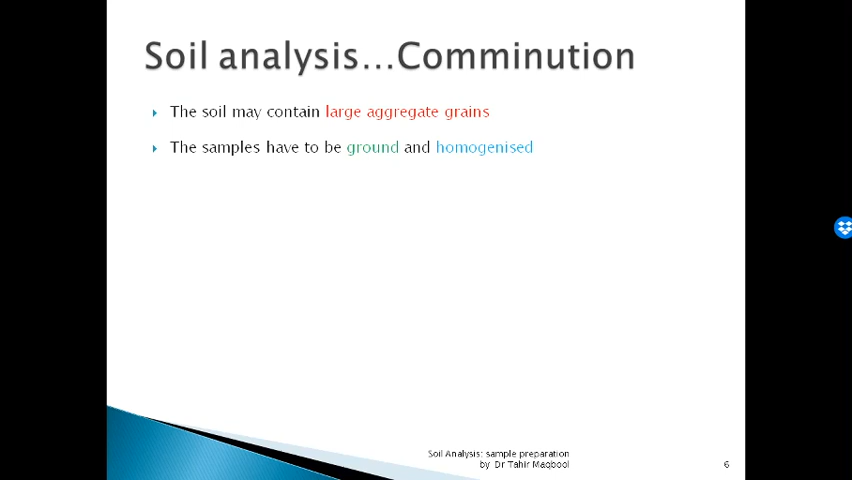 Soil analysis...Comminution
The soil may contain large aggregate grains
The samples have to be ground and homogenised
Soil Analysis: sample preparation
by Dr Tahir Maqbool
6